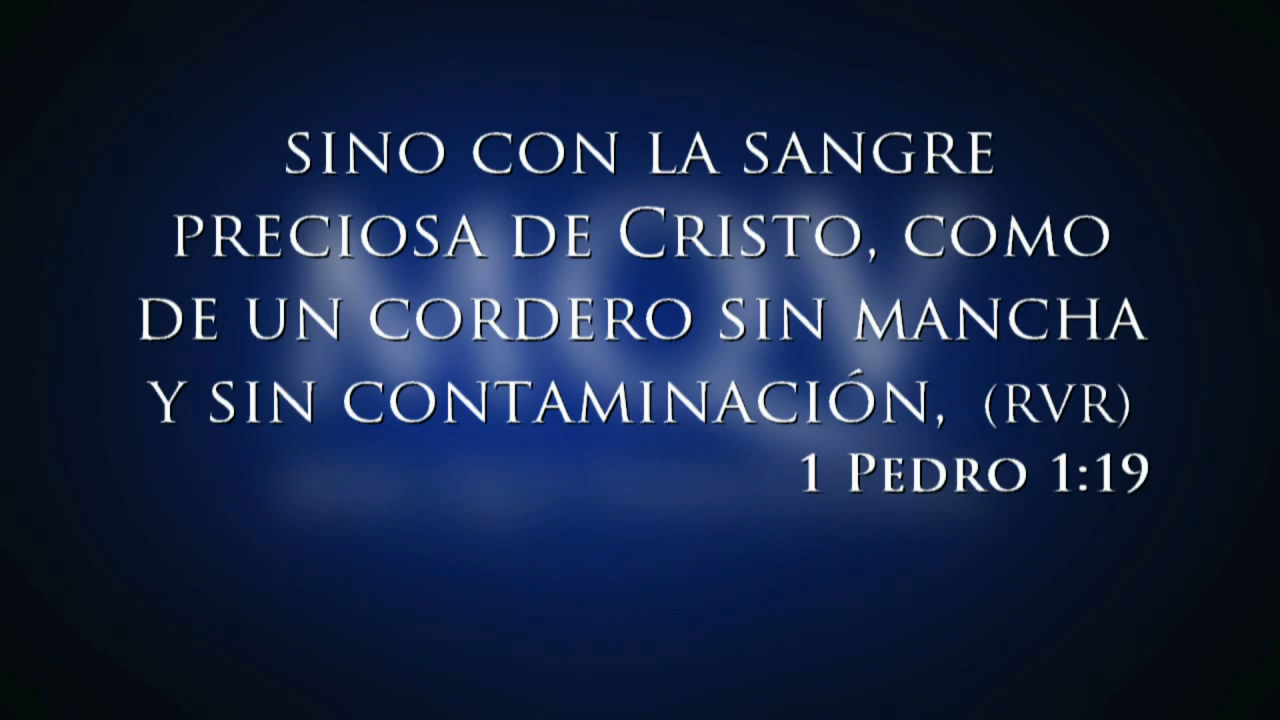 sino con la sangre
preciosa de Cristo, como
de un cordero sin mancha
y sin contaminación, (RVR)
1 Pedro 1:19